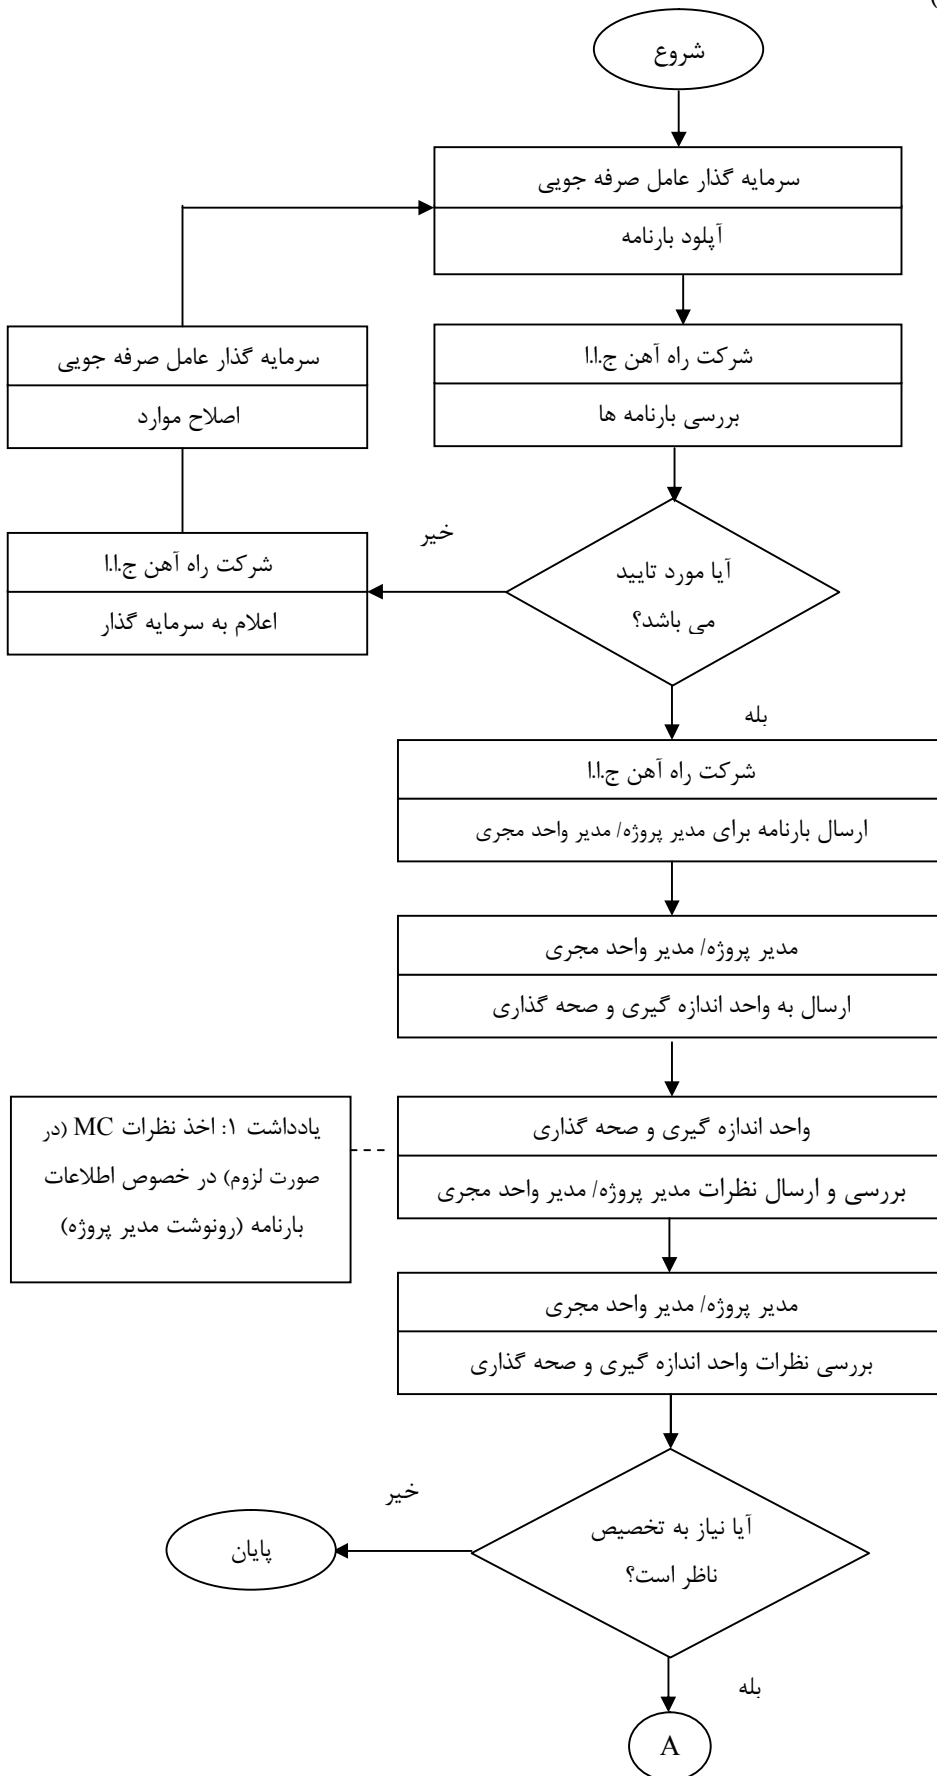 )
شروع
سرمایه گذار عامل صرفه جویی
آپلود بارنامه
شرکت راه آهن ج.ا.ا
بررسی بارنامه ها
سرمایه گذار عامل صرفه جویی
اصلاح موارد
آیا مورد تایید
می باشد؟
خیر
شرکت راه آهن ج.ا.ا
اعلام به سرمایه گذار
بله
شرکت راه آهن ج.ا.ا
ارسال بارنامه برای مدیر پروژه/ مدیر واحد مجری
مدیر پروژه/ مدیر واحد مجری
ارسال به واحد اندازه گیری و صحه گذاری
واحد اندازه گیری و صحه گذاری
بررسی و ارسال نظرات مدیر پروژه/ مدیر واحد مجری
یادداشت ۱: اخذ نظرات MC (در
صورت لزوم) در خصوص اطلاعات
بارنامه (رونوشت مدیر پروژه)
مدیر پروژه/ مدیر واحد مجری
بررسی نظرات واحد اندازه گیری و صحه گذاری
آیا نیاز به تخصیص
ناظر است؟
خیر
پایان
بله
A